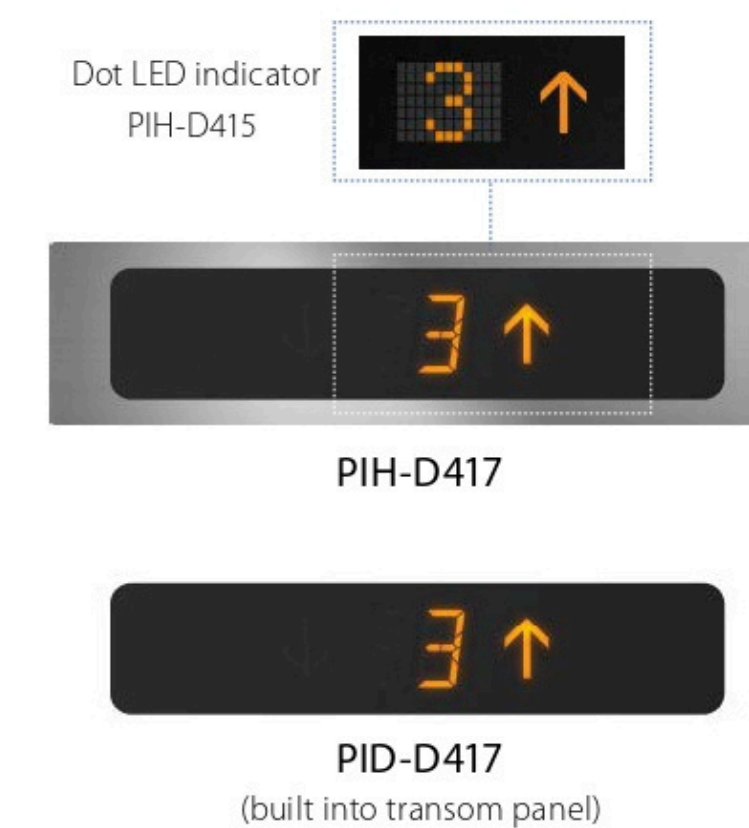 Dot LED indicator
PIH-D415
3 ↑
3 ↑
PIH-D417
3 ↑
PID-D417
(built into transom panel)